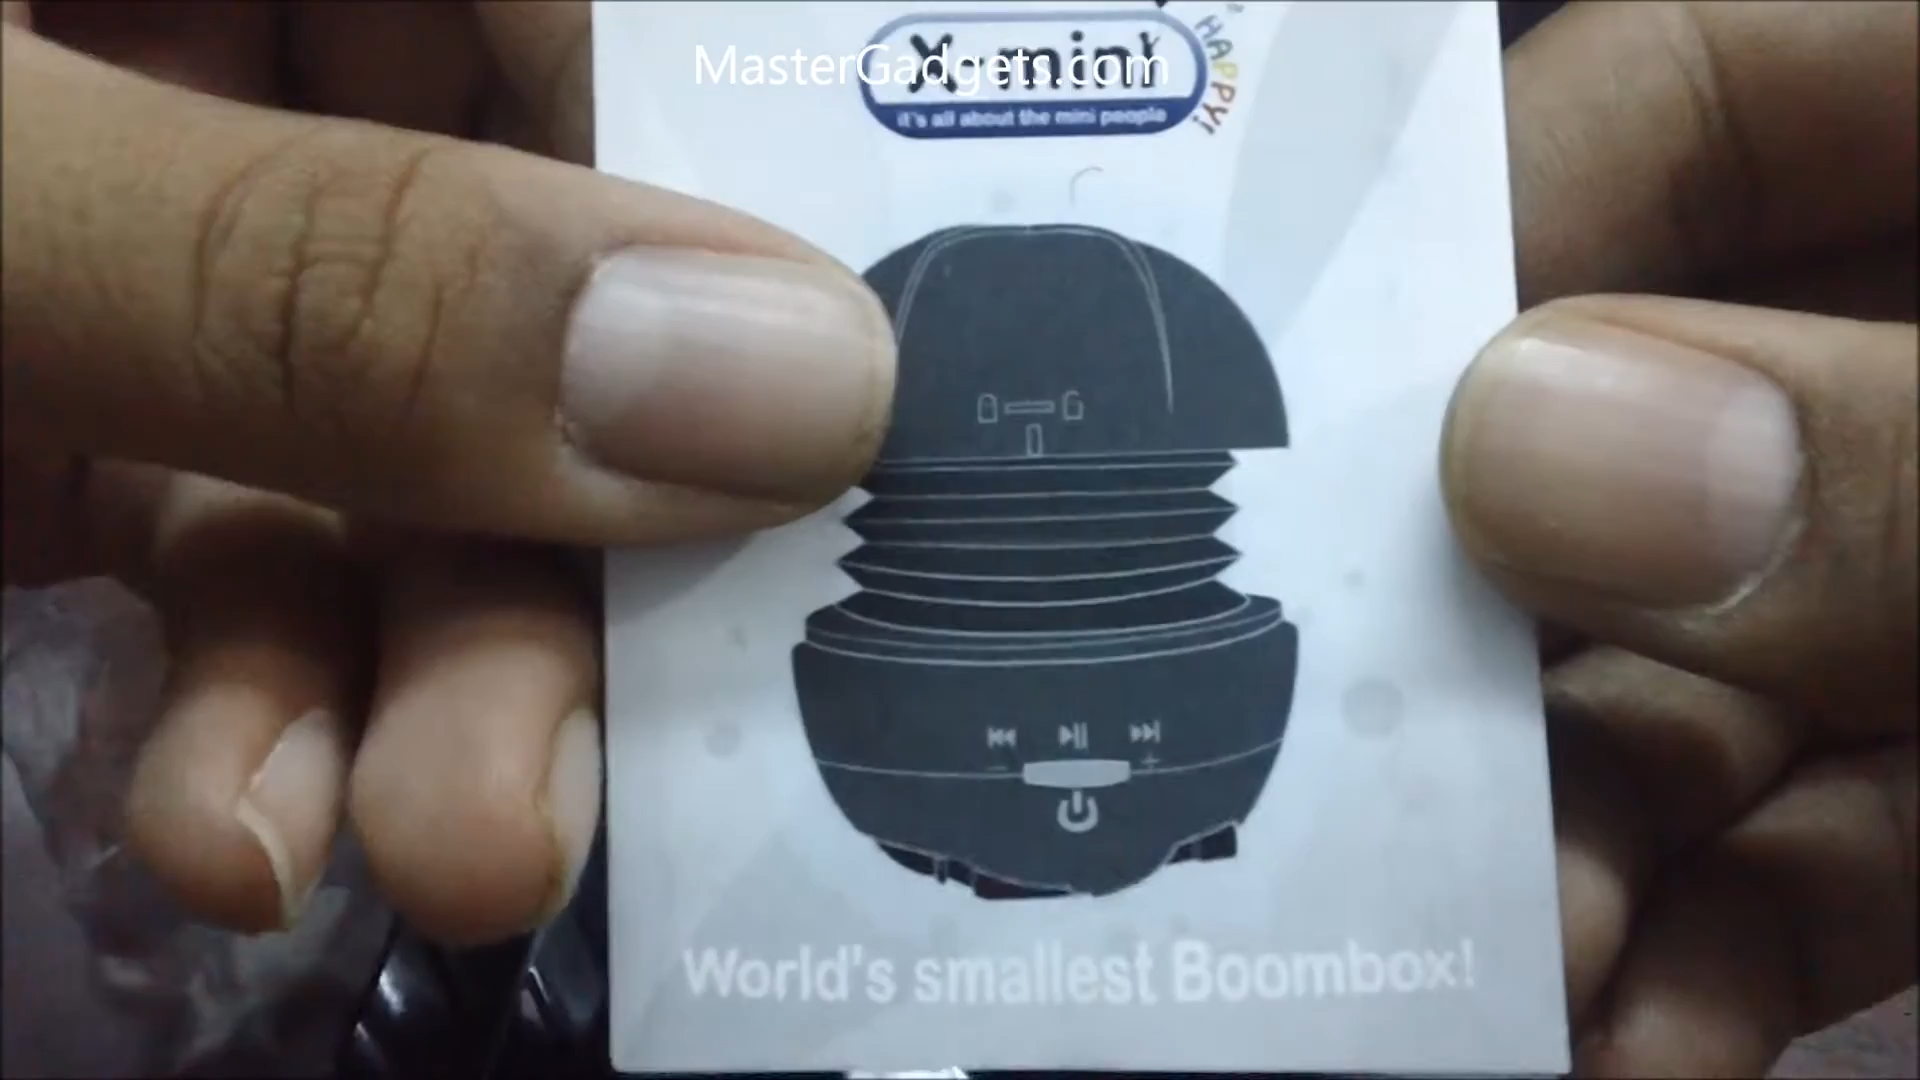 MasterGadgets.com
X-mini
HAPPY!
it's all about the mini people
World's smallest Boombox!